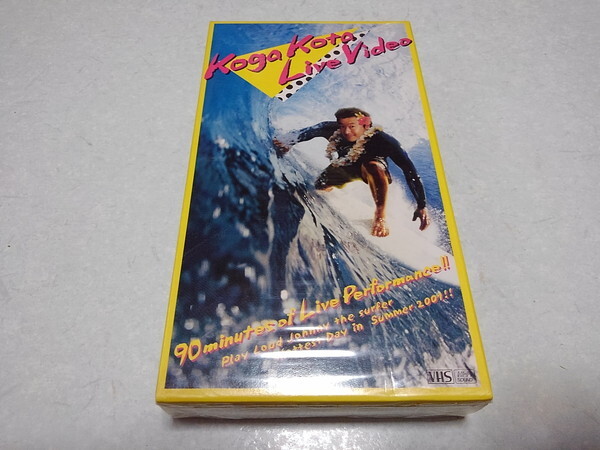 Koga Kota
Live Video
90 minutes of Live Performance!!
Play Loud Johnny the surfer
Hottest Day in Summer 2001!!
VHS